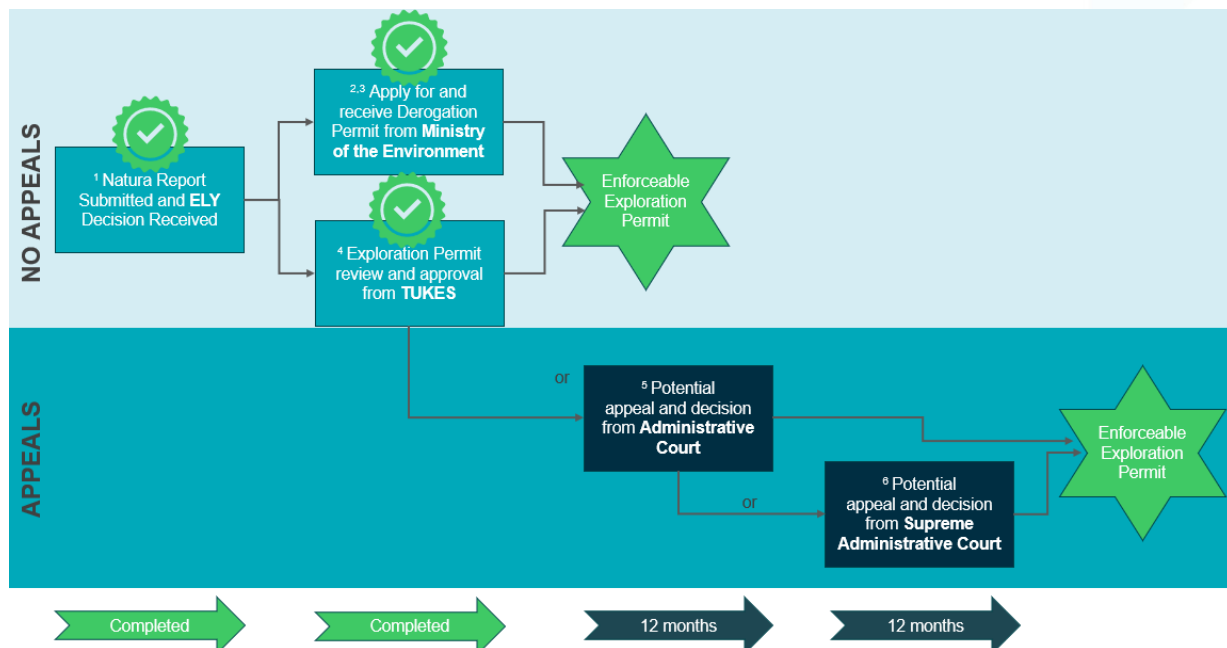 NO APPEALS
¹ Natura Report
Submitted and ELY
Decision Received
²,³ Apply for and
receive Derogation
Permit from Ministry
of the Environment
⁴ Exploration Permit
review and approval
from TUKES
Enforceable
Exploration
Permit
APPEALS
or
⁵ Potential
appeal and decision
from Administrative
Court
or
⁶ Potential
appeal and decision
from Supreme
Administrative Court
Enforceable
Exploration
Permit
Completed
Completed
12 months
12 months